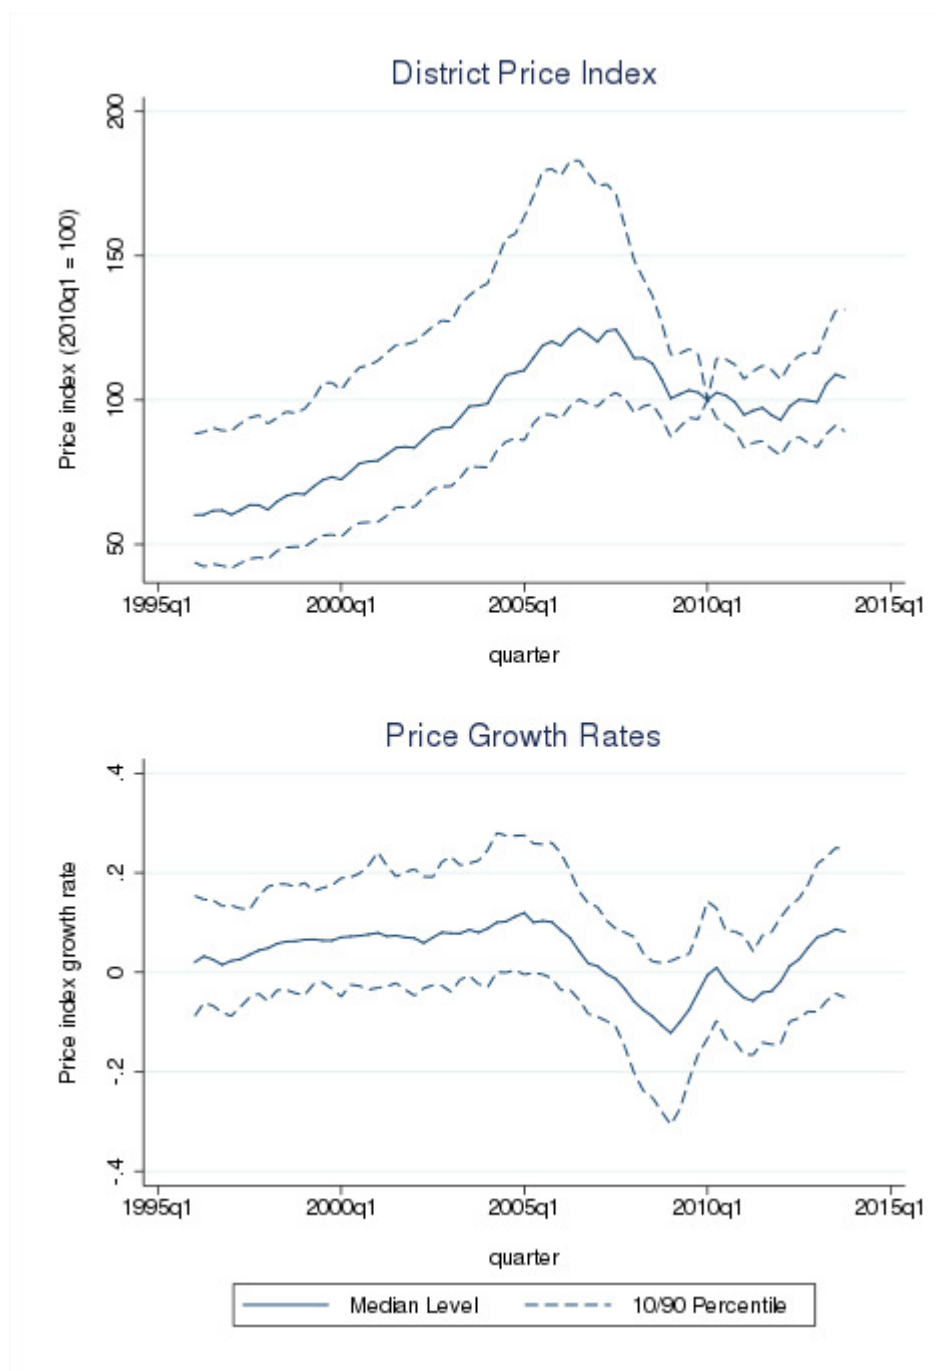 District Price Index
Price index (2010q1 = 100)
200
150
100
50
1995q1 2000q1 2005q1 2010q1 2015q1
quarter
Price Growth Rates
Price index growth rate
.4
.2
0
-.2
-.4
1995q1 2000q1 2005q1 2010q1 2015q1
quarter
Median Level 10/90 Percentile